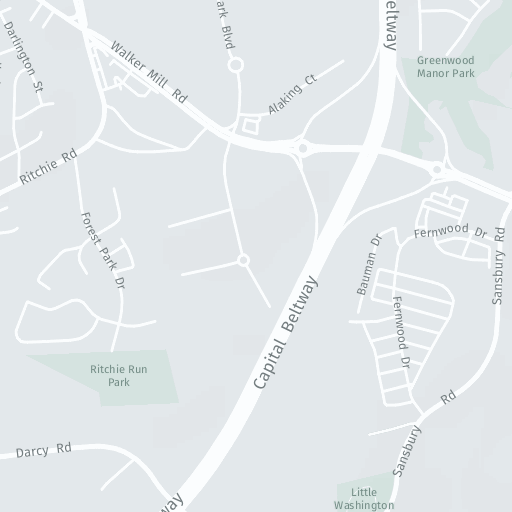 Darlington St
ark Blvd
Beltway
Walker Mill Rd
Greenwood
Manor Park
Alaking Ct
Ritchie Rd
Forest Park Dr
Fernwood Dr
Bauman Dr
Sansbury Rd
Capital Beltway
Fernwood Dr
Ritchie Run
Park
Sansbury Rd
Darcy Rd
Little
Washington
way